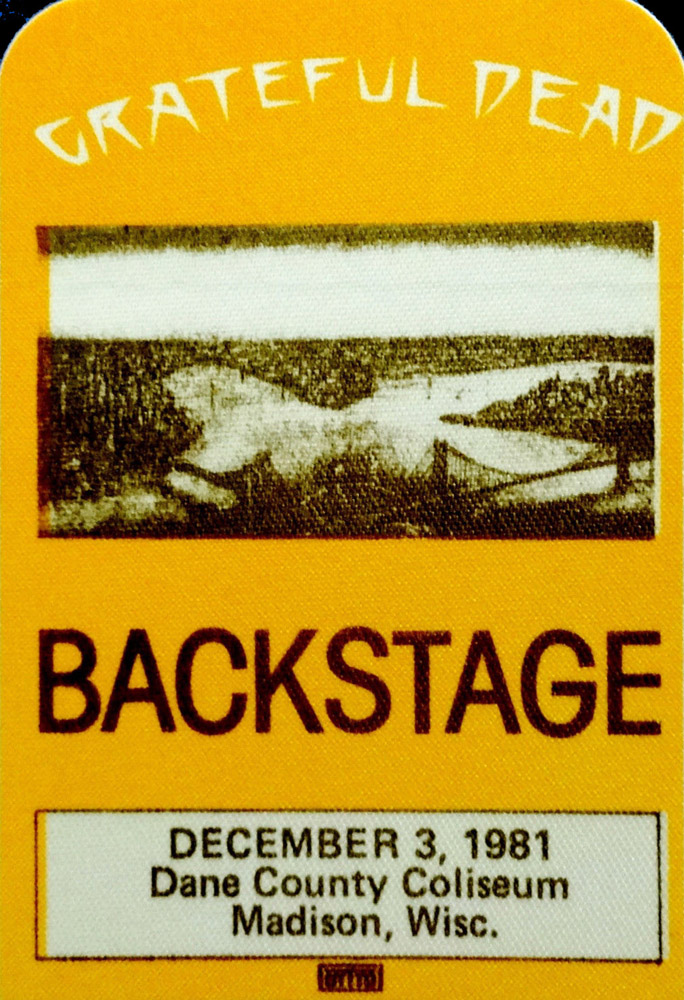 GRATEFUL DEAD
BACKSTAGE
DECEMBER 3, 1981
Dane County Coliseum
Madison, Wisc.